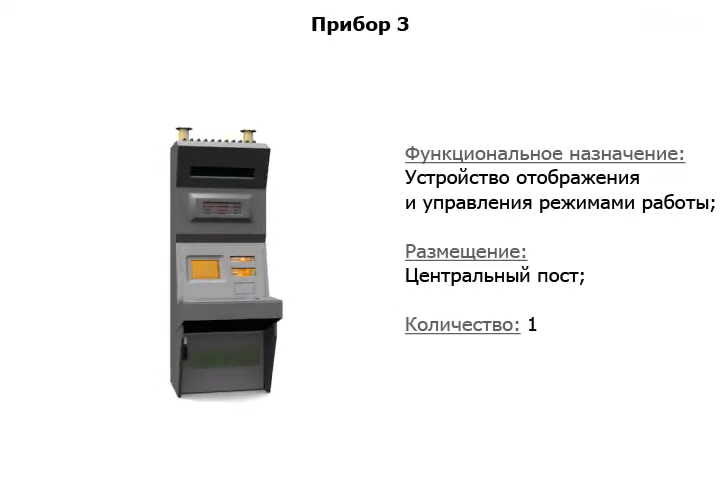 Прибор 3
Функциональное назначение:
Устройство отображения
и управления режимами работы;
Размещение:
Центральный пост;
Количество: 1